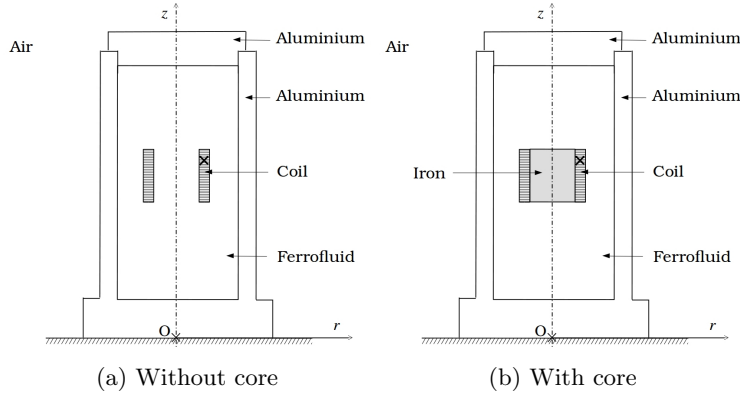 z
Aluminium
Air
Aluminium
Coil
Ferrofluid
O
r
(a) Without core
z
Aluminium
Air
Aluminium
Iron
Coil
Ferrofluid
O
r
(b) With core